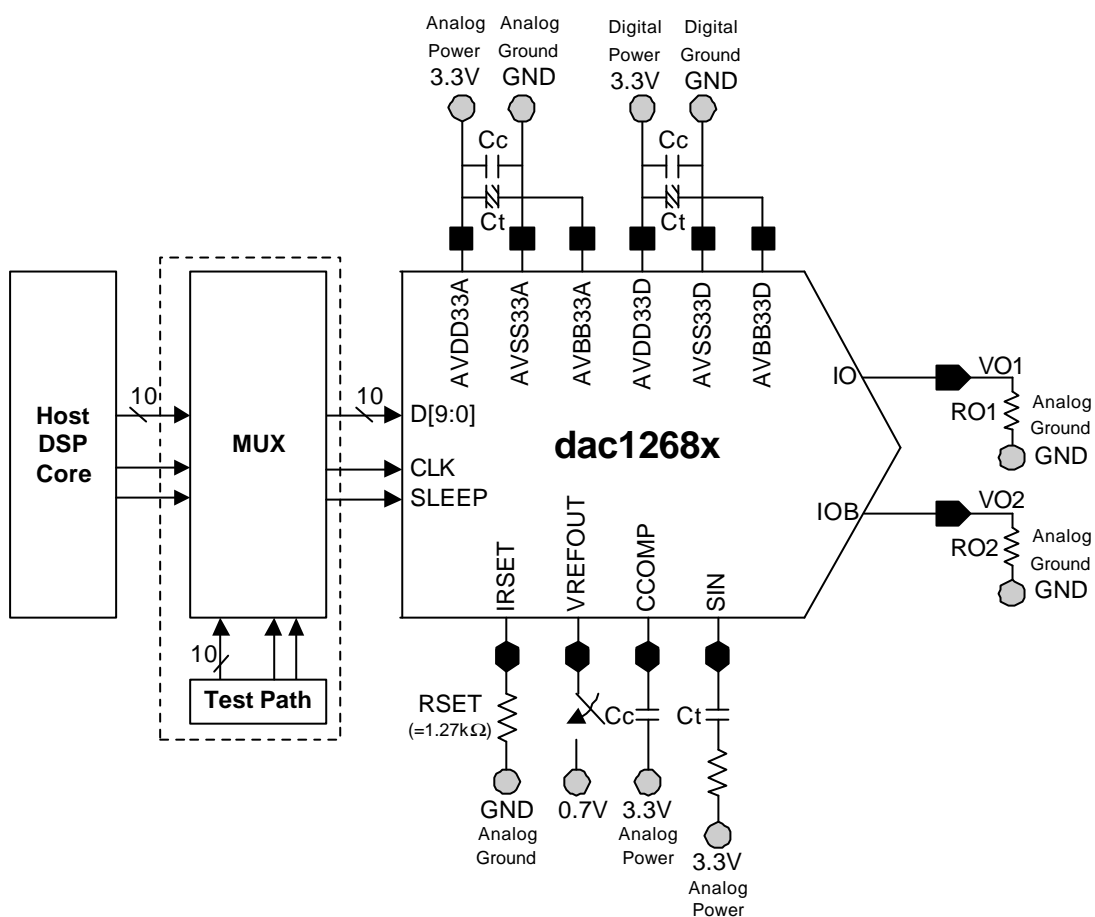 Analog Power
3.3V
Analog Ground
GND
Digital Power
3.3V
Digital Ground
GND
Cc
Ct
Cc
Ct
AVDD33A
AVSS33A
AVBB33A
AVDD33D
AVSS33D
AVBB33D
Host
DSP
Core
10
MUX
10
D[9:0]
CLK
SLEEP
dac1268x
IO
VO1
RO1
Analog
Ground
GND
IOB
VO2
RO2
Analog
Ground
GND
IRSET
VREFOUT
CCOMP
SIN
10
Test Path
RSET
(=1.27kΩ)
GND
Analog
Ground
0.7V
Cc
3.3V
Analog
Power
Ct
3.3V
Analog
Power